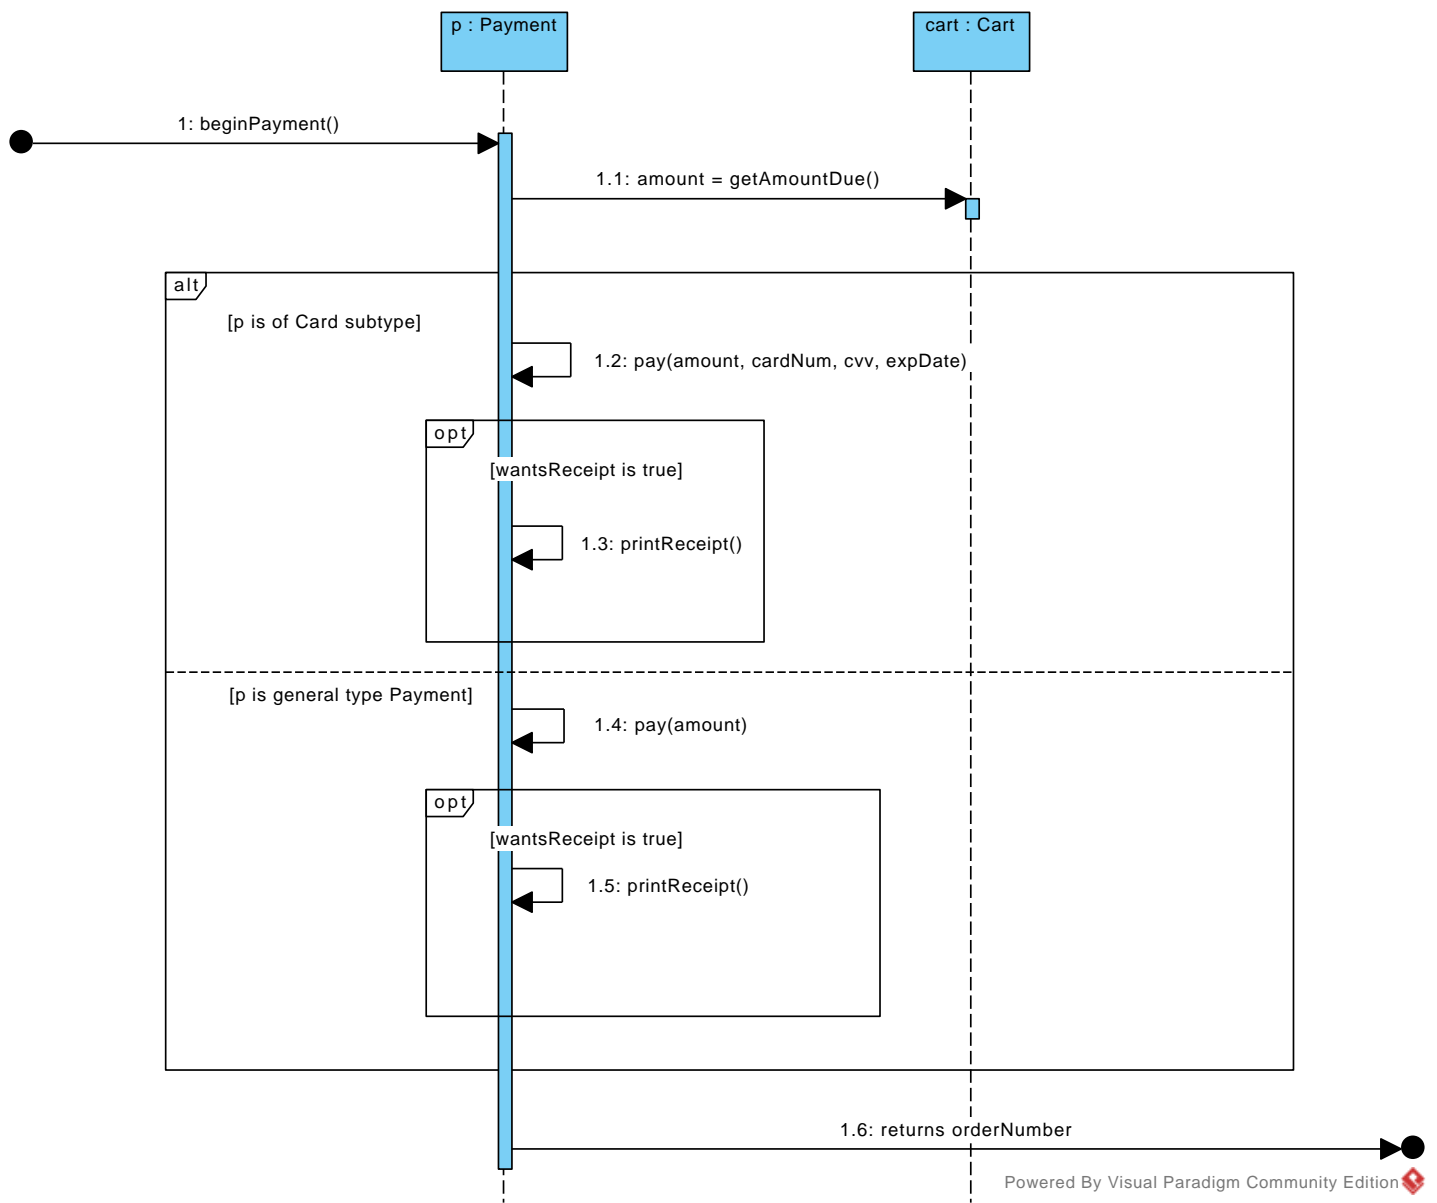 p : Payment
cart : Cart
1: beginPayment()
1.1: amount = getAmountDue()
alt
[p is of Card subtype]
1.2: pay(amount, cardNum, cvv, expDate)
opt
[wantsReceipt is true]
1.3: printReceipt()
[p is general type Payment]
1.4: pay(amount)
opt
[wantsReceipt is true]
1.5: printReceipt()
1.6: returns orderNumber
Powered By Visual Paradigm Community Edition